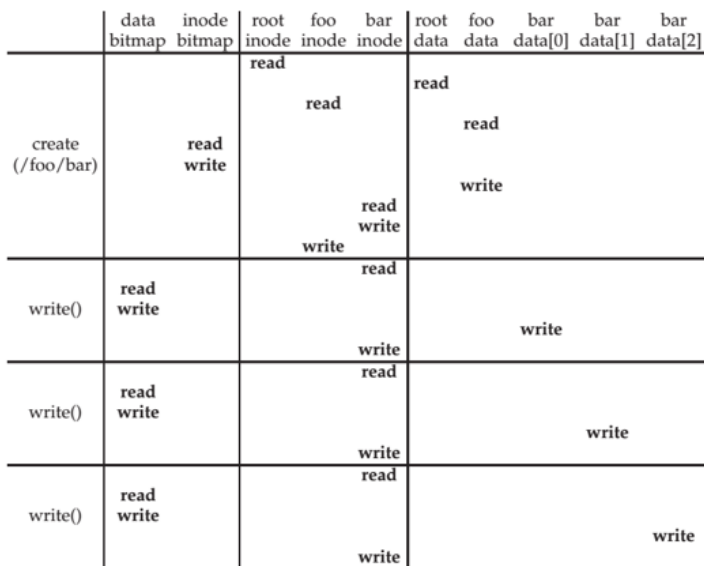 data inode root foo bar root foo bar bar bar
bitmap bitmap inode inode inode data data data[0] data[1] data[2]
read
read
read
read
create read
(/foo/bar) write
write
read
write
write
read
read
write() write
write
write
read
read
write() write
write
write
read
read
write() write
write
write